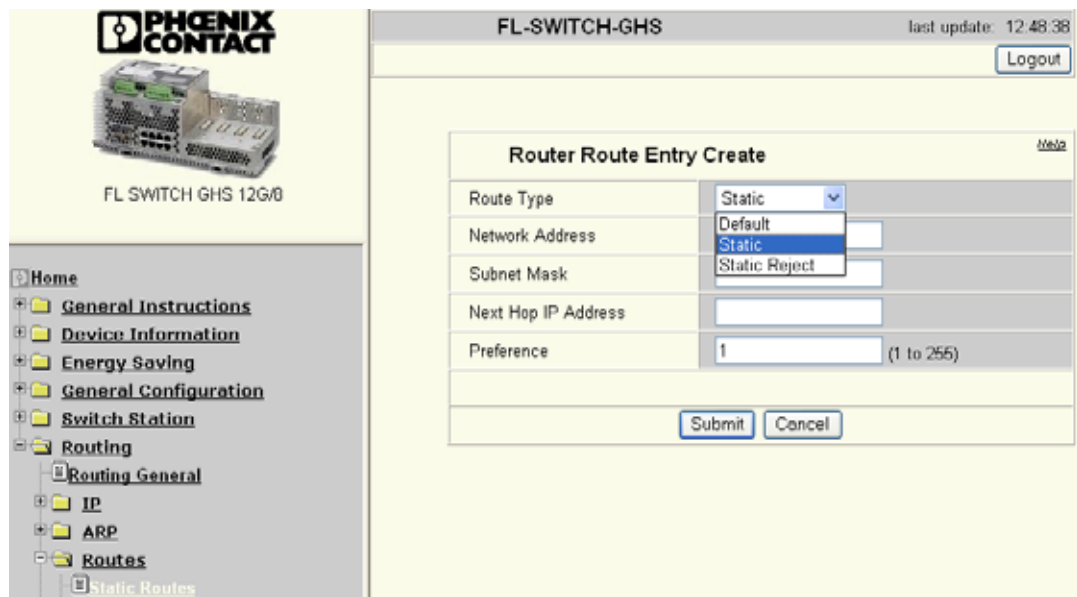 PHŒNIX
CONTACT
FL SWITCH GHS 12G/8
Home
General Instructions
Device Information
Energy Saving
General Configuration
Switch Station
Routing
Routing General
IP
ARP
Routes
Static Routes
FL-SWITCH-GHS last update: 12:48:38
Logout
Router Route Entry Create Help
Route Type Static
Default
Static
Static Reject
Network Address
Subnet Mask
Next Hop IP Address
Preference 1 (1 to 255)
Submit Cancel